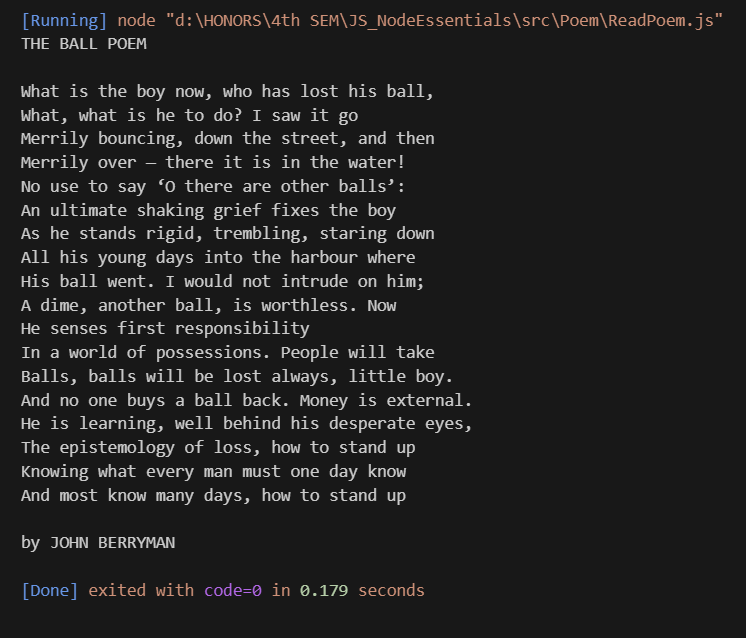 [Running] node "d:\HONORS\4th SEM\JS_NodeEssentials\src\Poem\ReadPoem.js"
THE BALL POEM

What is the boy now, who has lost his ball,
What, what is he to do? I saw it go
Merrily bouncing, down the street, and then
Merrily over — there it is in the water!
No use to say ‘O there are other balls’:
An ultimate shaking grief fixes the boy
As he stands rigid, trembling, staring down
All his young days into the harbour where
His ball went. I would not intrude on him;
A dime, another ball, is worthless. Now
He senses first responsibility
In a world of possessions. People will take
Balls, balls will be lost always, little boy.
And no one buys a ball back. Money is external.
He is learning, well behind his desperate eyes,
The epistemology of loss, how to stand up
Knowing what every man must one day know
And most know many days, how to stand up

by JOHN BERRYMAN

[Done] exited with code=0 in 0.179 seconds